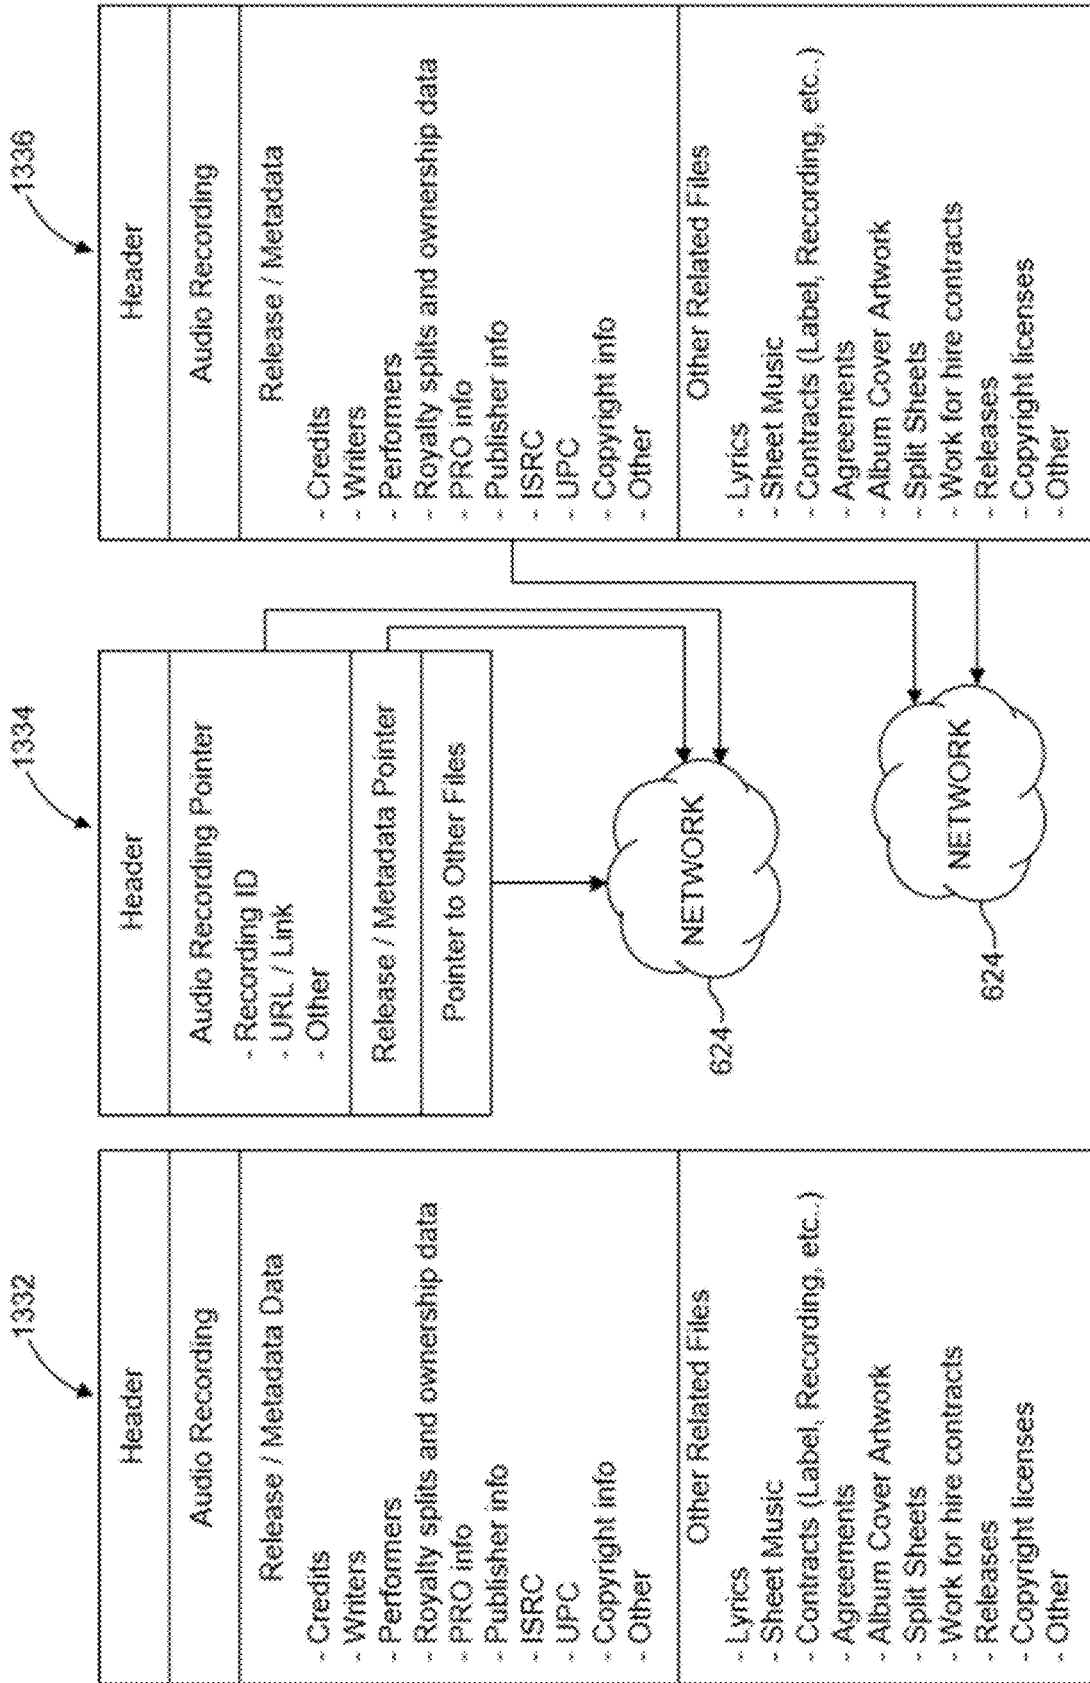 1332
Header
Audio Recording
Release / Metadata Data
- Credits
- Writers
- Performers
- Royalty splits and ownership data
- PRO info
- Publisher info
- ISRC
- UPC
- Copyright info
- Other
Other Related Files
- Lyrics
- Sheet Music
- Contracts (Label, Recording, etc..)
- Agreements
- Album Cover Artwork
- Split Sheets
- Work for hire contracts
- Releases
- Copyright licenses
- Other
1334
Header
Audio Recording Pointer
- Recording ID
- URL / Link
- Other
Release / Metadata Pointer
Pointer to Other Files
NETWORK
624
1336
Header
Audio Recording
Release / Metadata
- Credits
- Writers
- Performers
- Royalty splits and ownership data
- PRO info
- Publisher info
- ISRC
- UPC
- Copyright info
- Other
Other Related Files
- Lyrics
- Sheet Music
- Contracts (Label, Recording, etc..)
- Agreements
- Album Cover Artwork
- Split Sheets
- Work for hire contracts
- Releases
- Copyright licenses
- Other
NETWORK
624